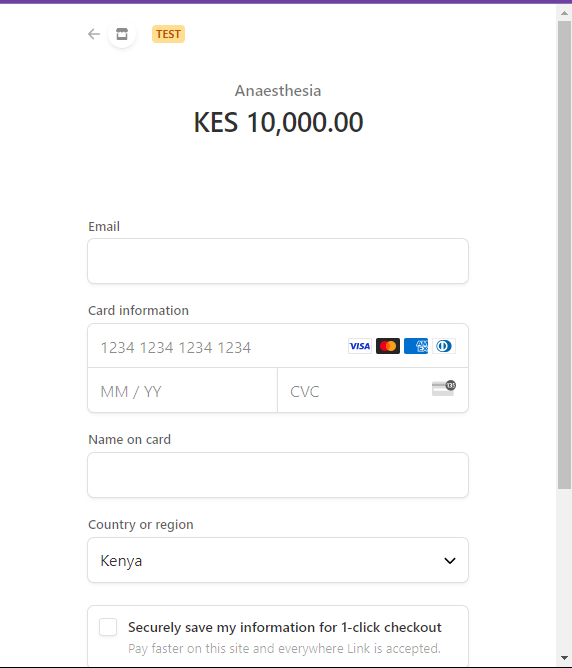 TEST
Anaesthesia
KES 10,000.00
Email
Card information
1234 1234 1234 1234 VISA AMEX
MM / YY CVC 135
Name on card
Country or region
Kenya
Securely save my information for 1-click checkout
Pay faster on this site and everywhere Link is accepted.